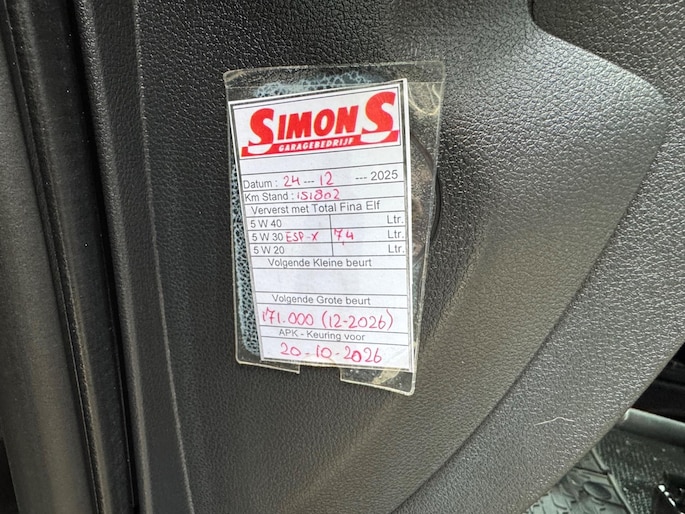 SIMON S
GARAGEBEDRIJF
Datum : 24 --- 12 --- 2025
Km Stand : 151802
Ververst met Total Fina Elf
5 W 40 Ltr.
5 W 30 ESP-X 7,4 Ltr.
5 W 20 Ltr.
Volgende Kleine beurt
Volgende Grote beurt
171.000 (12-2026)
APK - Keuring voor
20-10-2026